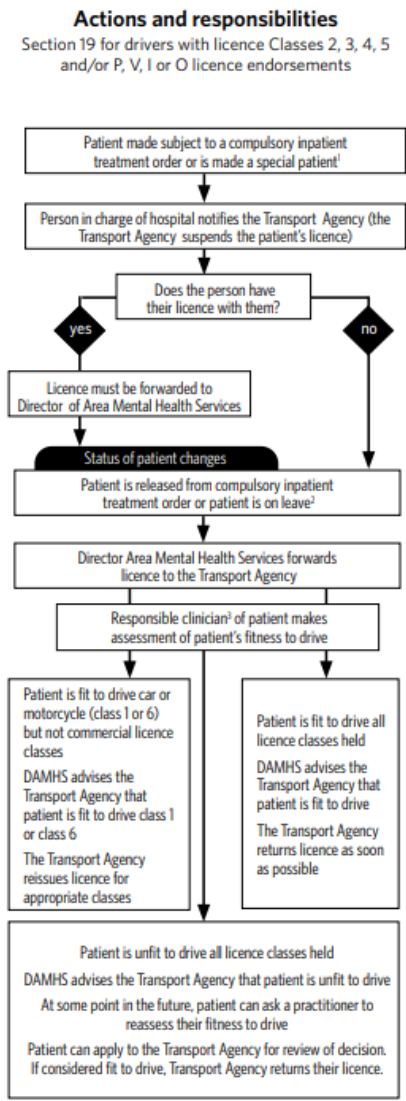 Actions and responsibilities
Section 19 for drivers with licence Classes 2, 3, 4, 5
and/or P, V, I or O licence endorsements
Patient made subject to a compulsory inpatient
treatment order or is made a special patient¹
Person in charge of hospital notifies the Transport Agency (the
Transport Agency suspends the patient's licence)
Does the person have
their licence with them?
yes
no
Licence must be forwarded to
Director of Area Mental Health Services
Status of patient changes
Patient is released from compulsory inpatient
treatment order or patient is on leave²
Director Area Mental Health Services forwards
licence to the Transport Agency
Responsible clinician³ of patient makes
assessment of patient's fitness to drive
Patient is fit to drive car or
motorcycle (class 1 or 6)
but not commercial licence
classes
DAMHS advises the
Transport Agency that
patient is fit to drive class 1
or class 6
The Transport Agency
reissues licence for
appropriate classes
Patient is fit to drive all
licence classes held
DAMHS advises the
Transport Agency that
patient is fit to drive
The Transport Agency
returns licence as soon
as possible
Patient is unfit to drive all licence classes held
DAMHS advises the Transport Agency that patient is unfit to drive
At some point in the future, patient can ask a practitioner to
reassess their fitness to drive
Patient can apply to the Transport Agency for review of decision.
If considered fit to drive, Transport Agency returns their licence.